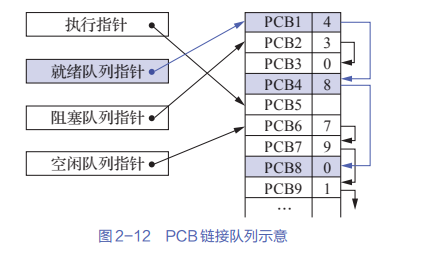 执行指针
就绪队列指针
阻塞队列指针
空闲队列指针
PCB1 4
PCB2 3
PCB3 0
PCB4 8
PCB5
PCB6 7
PCB7 9
PCB8 0
PCB9 1
…
图2-12 PCB链接队列示意